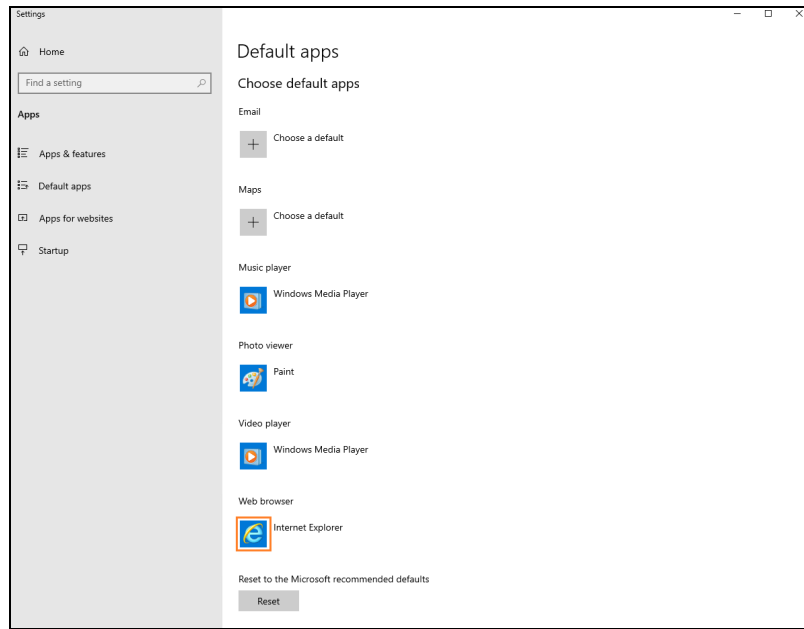 Settings
Home
Find a setting
Apps
Apps & features
Default apps
Apps for websites
Startup
Default apps
Choose default apps
Email
Choose a default
Maps
Choose a default
Music player
Windows Media Player
Photo viewer
Paint
Video player
Windows Media Player
Web browser
Internet Explorer
Reset to the Microsoft recommended defaults
Reset